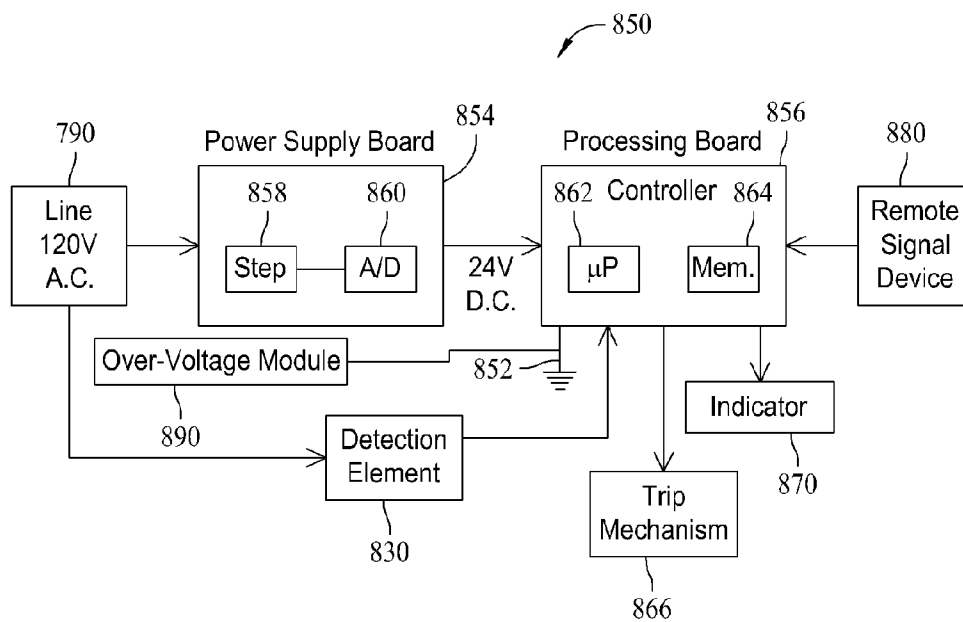 850
790
854
856
880
Power Supply Board
Processing Board
Line
120V
A.C.
858
860
Step
A/D
24V
D.C.
Controller
862
864
µP
Mem.
Remote
Signal
Device
Over-Voltage Module
852
890
Detection
Element
830
Indicator
870
Trip
Mechanism
866